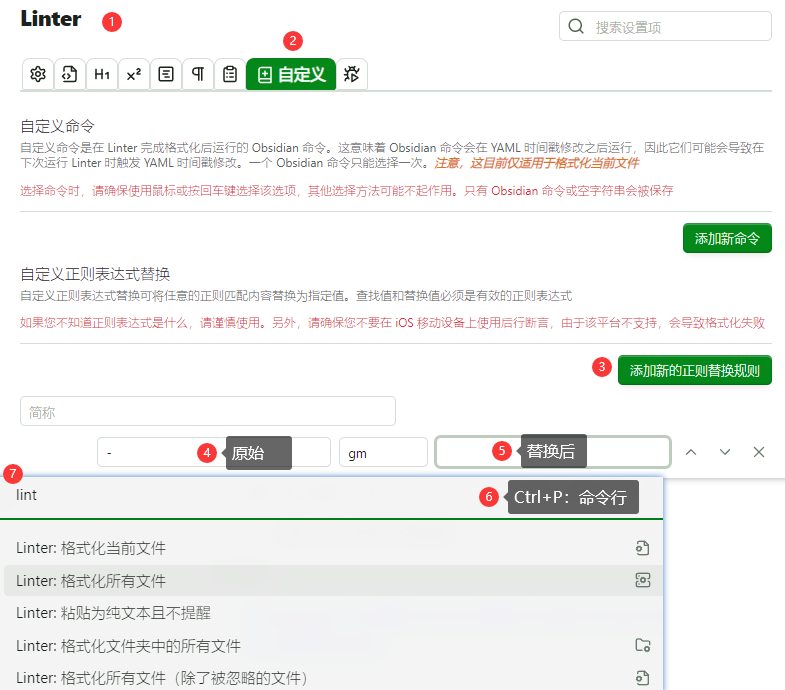 Linter
1
搜索设置项
2
H1
x²
自定义
自定义命令
自定义命令是在 Linter 完成格式化后运行的 Obsidian 命令。这意味着 Obsidian 命令会在 YAML 时间戳修改之后运行，因此它们可能会导致在
下次运行 Linter 时触发 YAML 时间戳修改。一个 Obsidian 命令只能选择一次。注意，这目前仅适用于格式化当前文件
选择命令时，请确保使用鼠标或按回车键选择该选项，其他选择方法可能不起作用。只有 Obsidian 命令或空字符串会被保存
添加新命令
自定义正则表达式替换
自定义正则表达式替换可将任意的正则匹配内容替换为指定值。查找值和替换值必须是有效的正则表达式
如果您不知道正则表达式是什么，请谨慎使用。另外，请确保您不要在 iOS 移动设备上使用后行断言，由于该平台不支持，会导致格式化失败
3
添加新的正则替换规则
简称
-
4
原始
gm
5
替换后
7
lint
6
Ctrl+P：命令行
Linter: 格式化当前文件
Linter: 格式化所有文件
Linter: 粘贴为纯文本且不提醒
Linter: 格式化文件夹中的所有文件
Linter: 格式化所有文件（除了被忽略的文件）